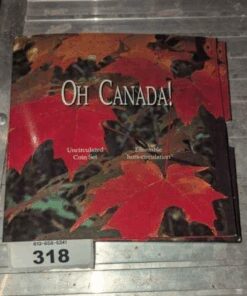 OH CANADA!
Uncirculated
Coin Set
Ensemble
hors-circulation
318